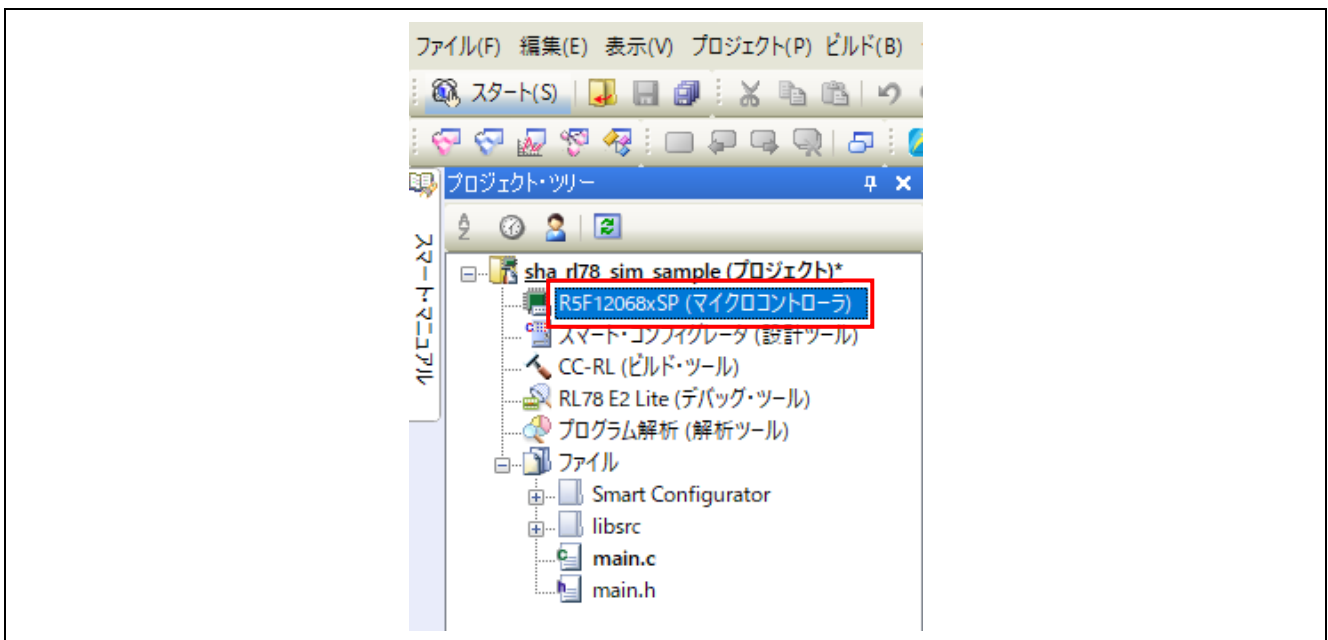 ファイル(F) 編集(E) 表示(V) プロジェクト(P) ビルド(B)
スタート(S)
プロジェクト・ツリー
スマート・マニュアル
sha_rl78_sim_sample (プロジェクト)*
R5F12068xSP (マイクロコントローラ)
スマート・コンフィグレータ (設計ツール)
CC-RL (ビルド・ツール)
RL78 E2 Lite (デバッグ・ツール)
プログラム解析 (解析ツール)
ファイル
Smart Configurator
libsrc
main.c
main.h